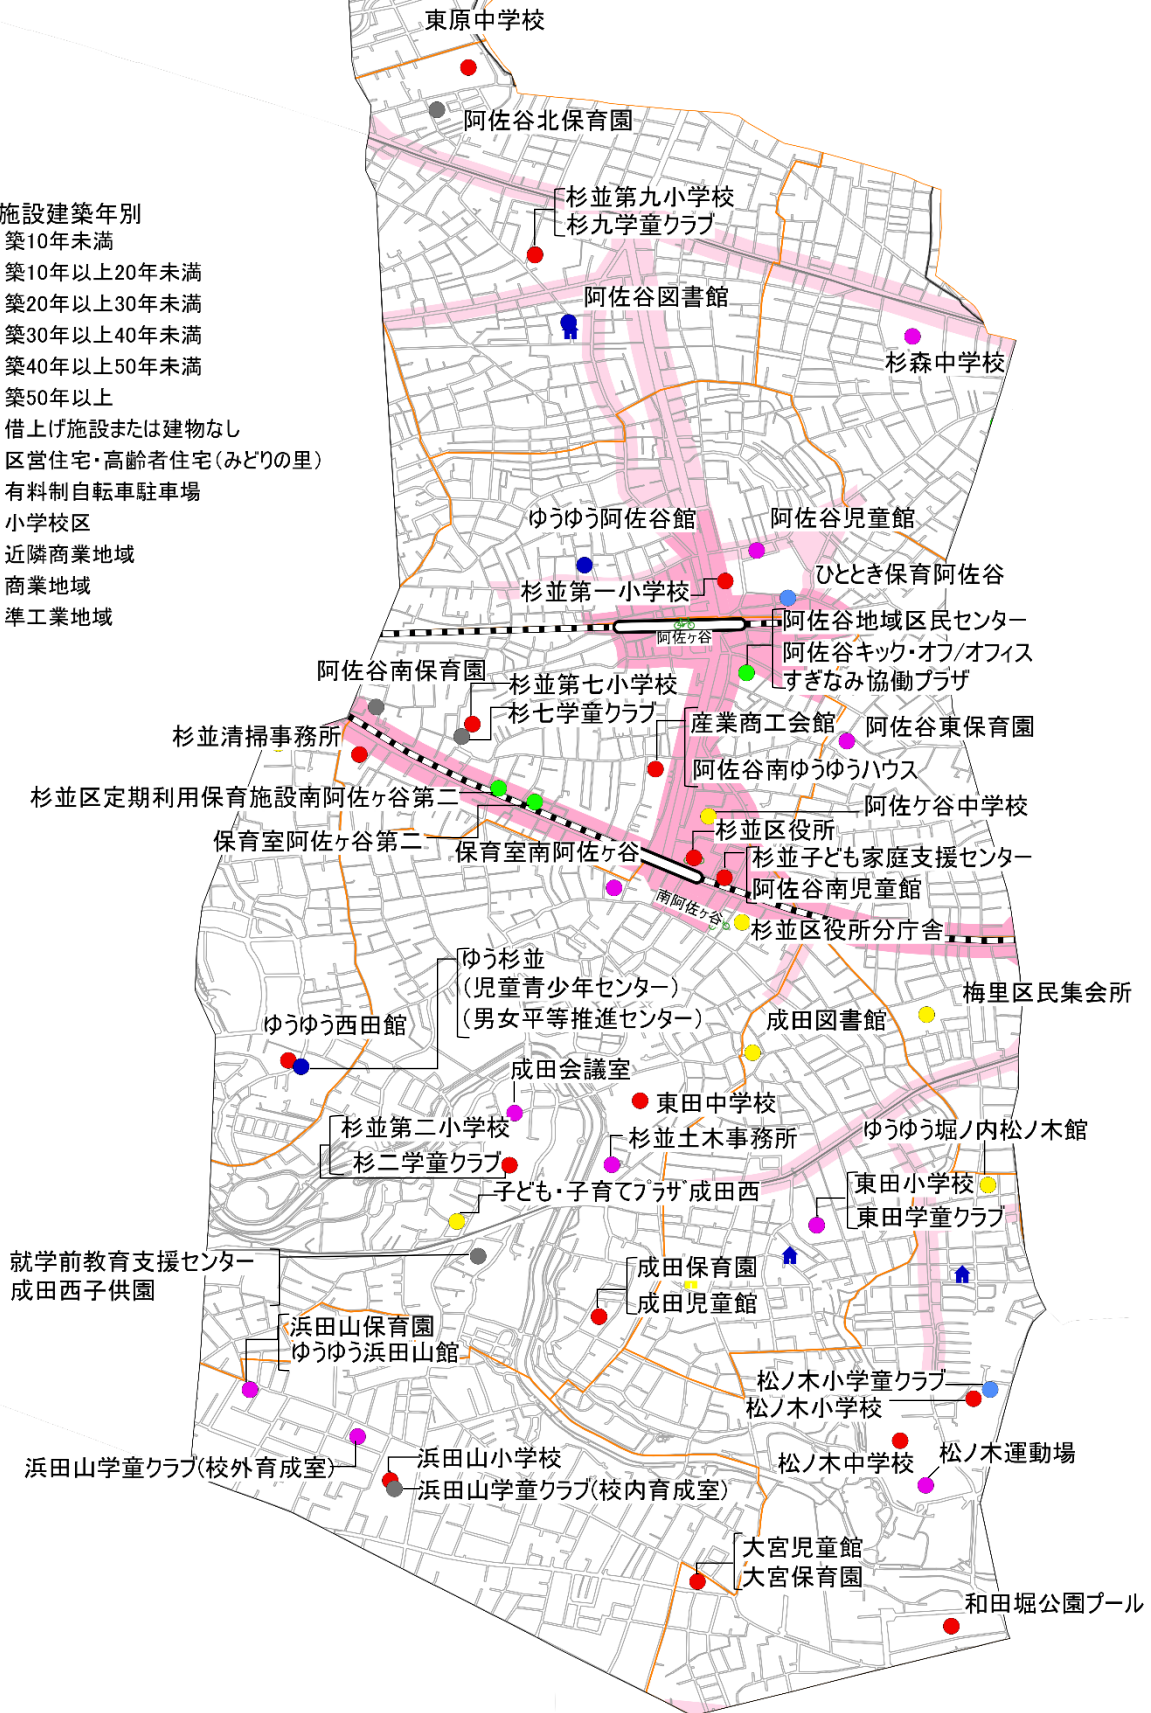 東原中学校
阿佐谷北保育園
杉並第九小学校
杉九学童クラブ
施設建築年別
築10年未満
築10年以上20年未満
築20年以上30年未満
築30年以上40年未満
築40年以上50年未満
築50年以上
借上げ施設または建物なし
区営住宅・高齢者住宅(みどりの里)
有料制自転車駐車場
小学校区
近隣商業地域
商業地域
準工業地域
阿佐谷図書館
杉森中学校
ゆうゆう阿佐谷館
阿佐谷児童館
ひととき保育阿佐谷
杉並第一小学校
阿佐ヶ谷
阿佐谷地域区民センター
阿佐谷キック・オフ/オフィス
すぎなみ協働プラザ
阿佐谷南保育園
杉並第七小学校
杉七学童クラブ
産業商工会館
阿佐谷南ゆうゆうハウス
阿佐谷東保育園
杉並清掃事務所
杉並区定期利用保育施設南阿佐ヶ谷第二
保育室阿佐ヶ谷第二
保育室南阿佐ヶ谷
阿佐ケ谷中学校
杉並区役所
杉並子ども家庭支援センター
阿佐谷南児童館
南阿佐ヶ谷
杉並区役所分庁舎
ゆう杉並
(児童青少年センター)
(男女平等推進センター)
梅里区民集会所
ゆうゆう西田館
成田図書館
成田会議室
東田中学校
杉並第二小学校
杉二学童クラブ
杉並土木事務所
ゆうゆう堀ノ内松ノ木館
子ども・子育てプラザ成田西
東田小学校
東田学童クラブ
就学前教育支援センター
成田西子供園
成田保育園
成田児童館
浜田山保育園
ゆうゆう浜田山館
松ノ木小学童クラブ
松ノ木小学校
松ノ木中学校
松ノ木運動場
浜田山学童クラブ(校外育成室)
浜田山小学校
浜田山学童クラブ(校内育成室)
大宮児童館
大宮保育園
和田堀公園プール